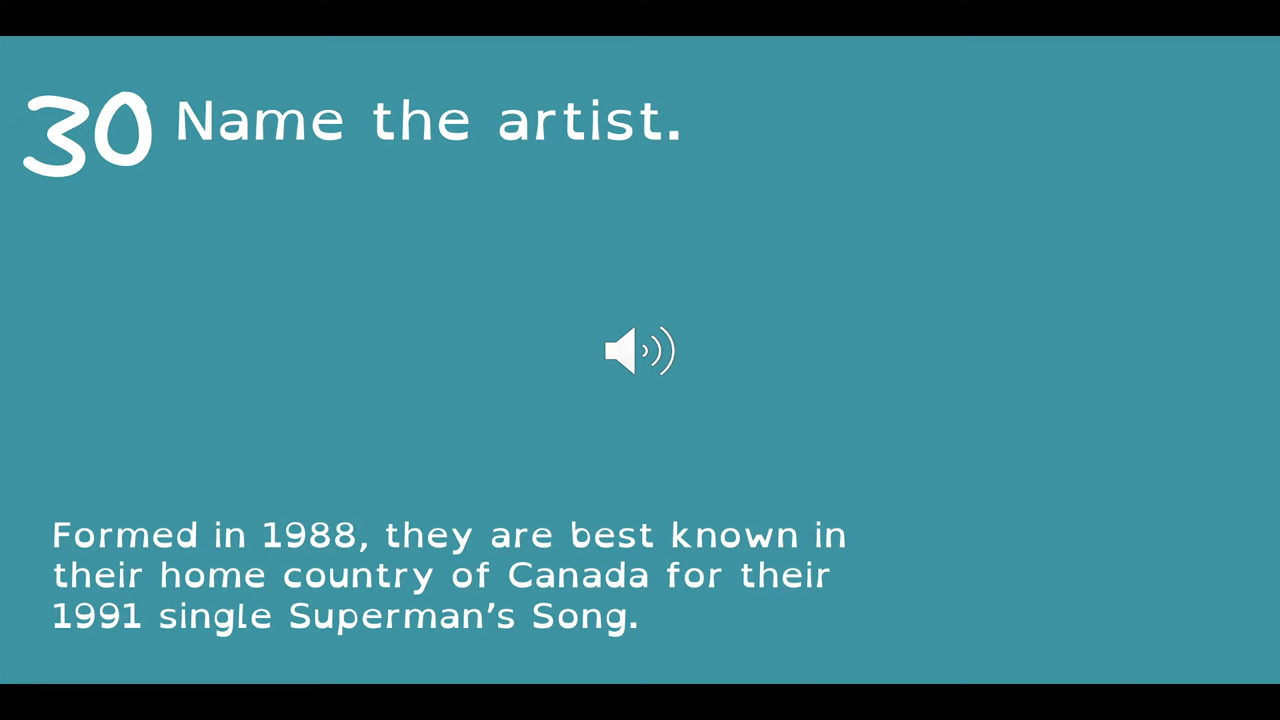 30 Name the artist.
Formed in 1988, they are best known in
their home country of Canada for their
1991 single Superman's Song.